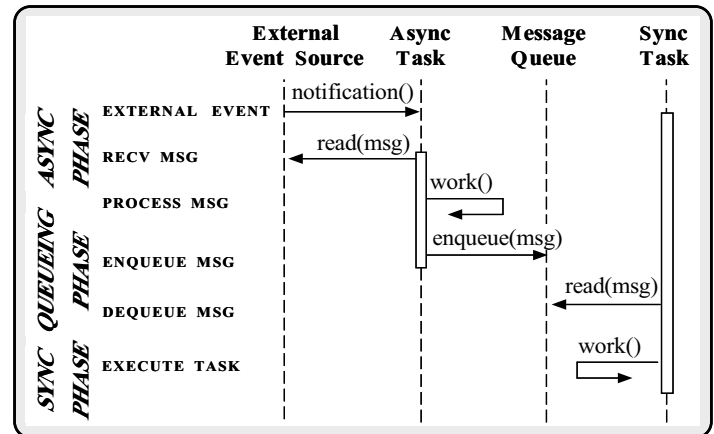 External Event Source
Async Task
Message Queue
Sync Task
ASYNC PHASE
EXTERNAL EVENT
notification()
RECV MSG
read(msg)
PROCESS MSG
work()
QUEUEING PHASE
ENQUEUE MSG
enqueue(msg)
DEQUEUE MSG
read(msg)
SYNC PHASE
EXECUTE TASK
work()